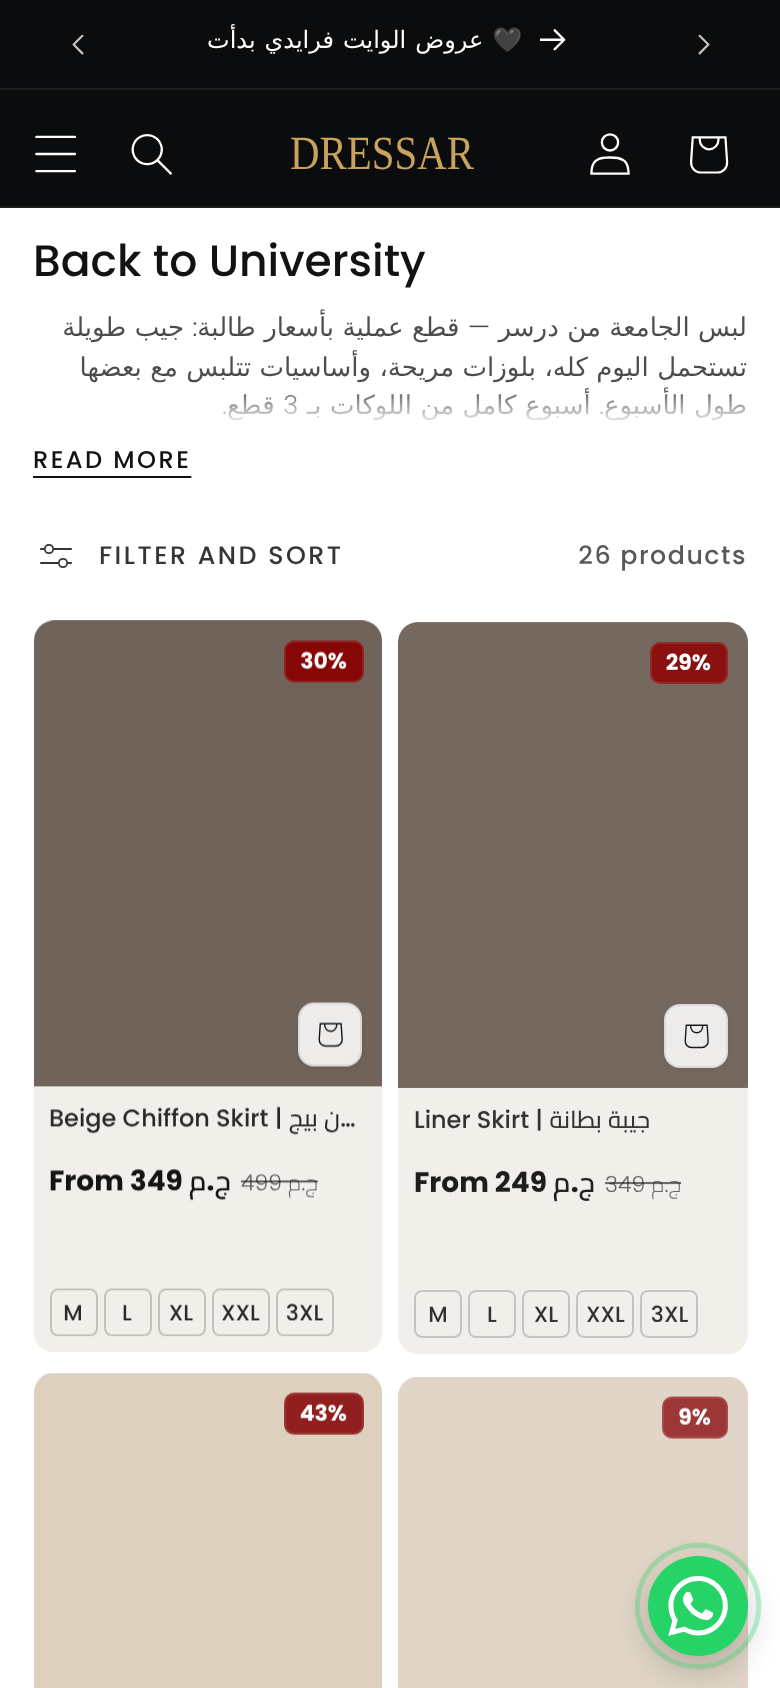 عروض الوايت فرايدي بدأت 🖤 →
DRESSAR
Back to University
لبس الجامعة من درسر — قطع عملية بأسعار طالبة: جيب طويلة
تستحمل اليوم كله، بلوزات مريحة، وأساسيات تتلبس مع بعضها
طول الأسبوع. أسبوع كامل من اللوكات بـ 3 قطع.
READ MORE
FILTER AND SORT
26 products
30%
29%
Beige Chiffon Skirt | ن بيج...
From 349 ج.م 499 ج.م
M L XL XXL 3XL
Liner Skirt | جيبة بطانة
From 249 ج.م 349 ج.م
M L XL XXL 3XL
43%
9%